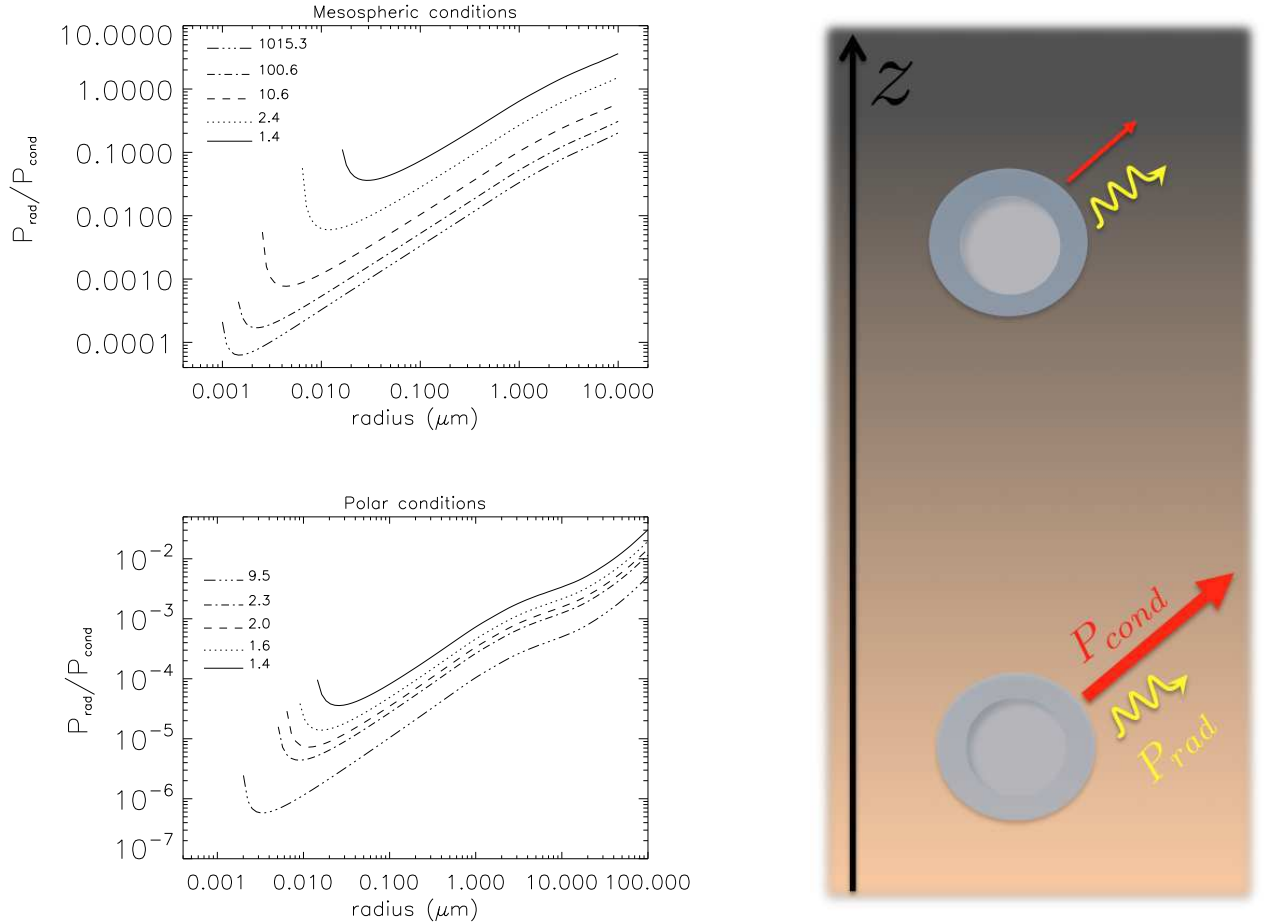 Mesospheric conditions
10.0000
1.0000
0.1000
0.0100
0.0010
0.0001
P_rad/P_cond
1015.3
100.6
10.6
2.4
1.4
0.001 0.010 0.100 1.000 10.000
radius (μm)
Polar conditions
10^-2
10^-3
10^-4
10^-5
10^-6
10^-7
P_rad/P_cond
9.5
2.3
2.0
1.6
1.4
0.001 0.010 0.100 1.000 10.000 100.000
radius (μm)
z
P_cond
P_rad